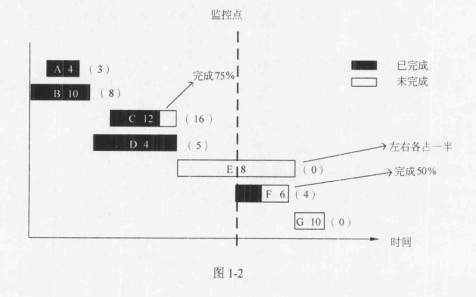 监控点
已完成
未完成
A 4 (3)
完成75%
B 10 (8)
C 12 (16)
D 4 (5)
左右各占一半
E 8 (0)
完成50%
F 6 (4)
G 10 (0)
时间
图 1-2